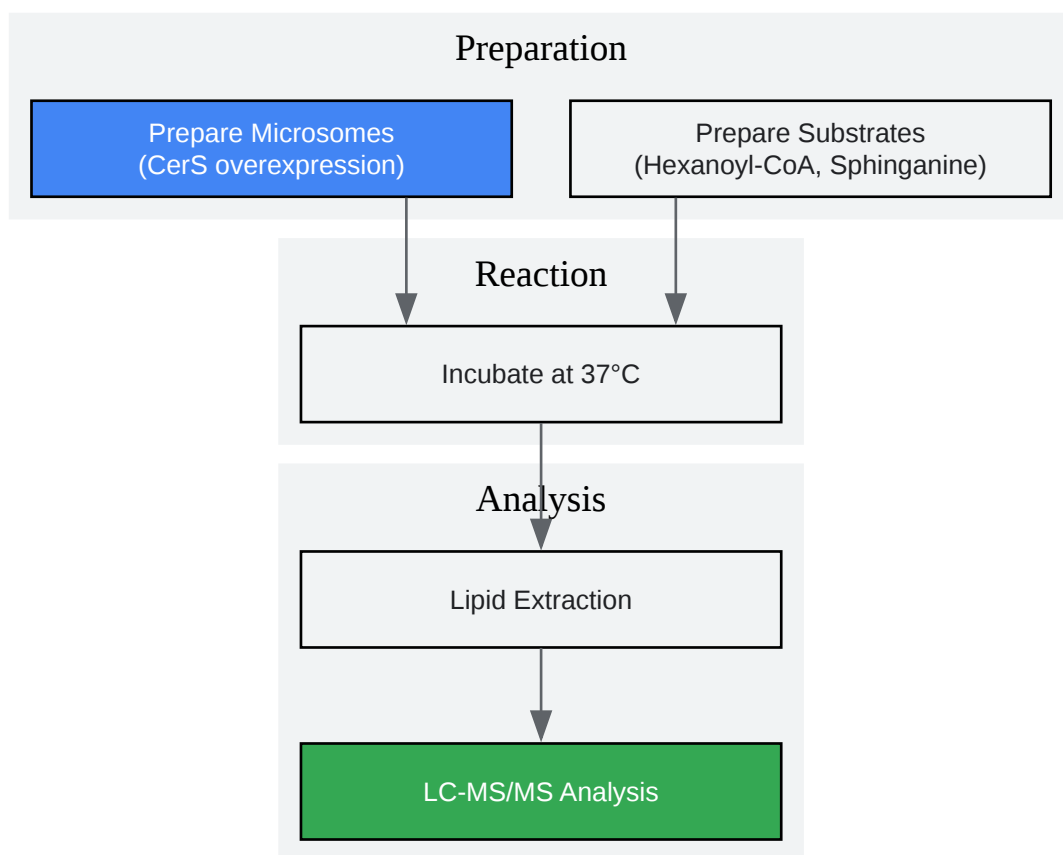 Preparation
Prepare Microsomes
(CerS overexpression)
Prepare Substrates
(Hexanoyl-CoA, Sphinganine)
Reaction
Incubate at 37°C
Analysis
Lipid Extraction
LC-MS/MS Analysis